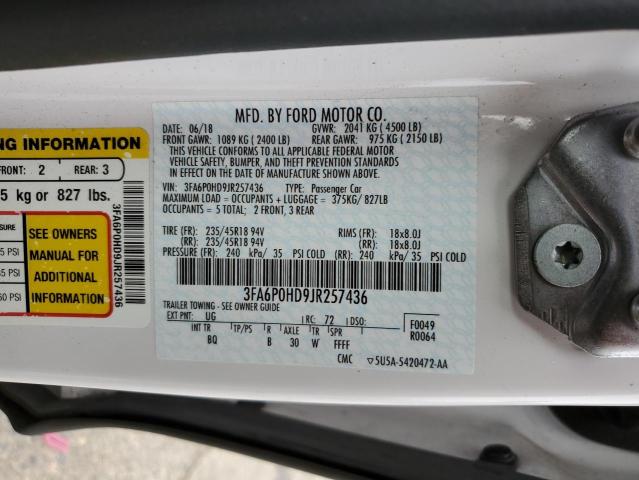 MFD. BY FORD MOTOR CO.
DATE: 06/18 GVWR: 2041 KG ( 4500 LB)
FRONT GAWR: 1089 KG ( 2400 LB) REAR GAWR: 975 KG ( 2150 LB)
THIS VEHICLE CONFORMS TO ALL APPLICABLE FEDERAL MOTOR
VEHICLE SAFETY, BUMPER, AND THEFT PREVENTION STANDARDS
IN EFFECT ON THE DATE OF MANUFACTURE SHOWN ABOVE.
VIN: 3FA6P0HD9JR257436 TYPE: Passenger Car
MAXIMUM LOAD = OCCUPANTS + LUGGAGE = 375KG/ 827LB
OCCUPANTS = 5 TOTAL; 2 FRONT, 3 REAR
TIRE (FR): 235/45R18 94V RIMS (FR): 18x8.0J
(RR): 235/45R18 94V (RR): 18x8.0J
PRESSURE (FR): 240 kPa/ 35 PSI COLD (RR): 240 kPa/ 35 PSI COLD
3FA6P0HD9JR257436
TRAILER TOWING - SEE OWNER GUIDE
EXT PNT: UG RC: 72 DSO: F0049
INT TR TP/PS R AXLE TR SPR R0064
BQ B 30 W FFFF
CMC ▽5U5A-5420472-AA
NG INFORMATION
FRONT: 2 REAR: 3
5 kg or 827 lbs.
SURE
5 PSI
35 PSI
60 PSI
SEE OWNERS
MANUAL FOR
ADDITIONAL
INFORMATION
3FA6P0HD9JR257436